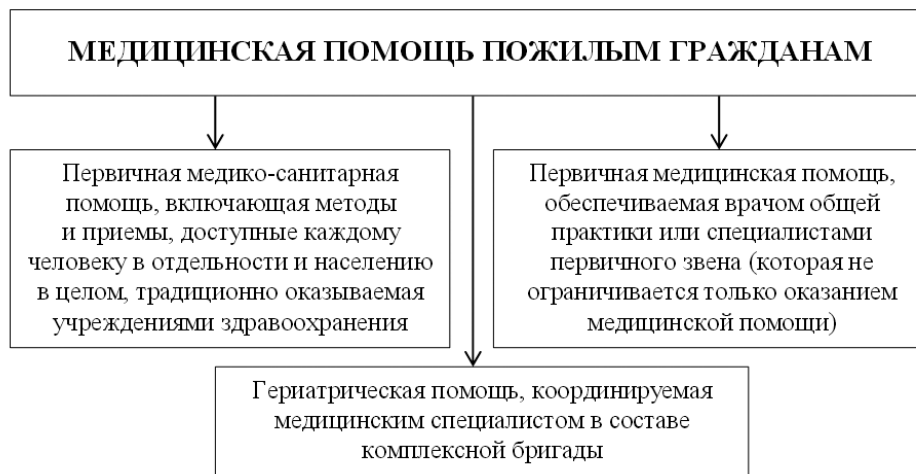 МЕДИЦИНСКАЯ ПОМОЩЬ ПОЖИЛЫМ ГРАЖДАНАМ
Первичная медико-санитарная
помощь, включающая методы
и приемы, доступные каждому
человеку в отдельности и населению
в целом, традиционно оказываемая
учреждениями здравоохранения
Первичная медицинская помощь,
обеспечиваемая врачом общей
практики или специалистами
первичного звена (которая не
ограничивается только оказанием
медицинской помощи)
Гериатрическая помощь, координируемая
медицинским специалистом в составе
комплексной бригады